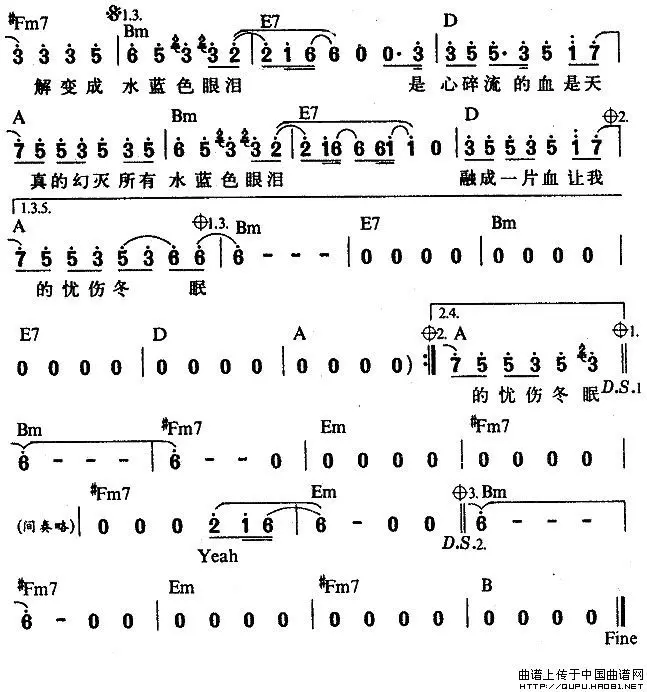 #Fm7 𝄋1.3. Bm E7 D
3 3 3 5 | 6 5 3 3 2 | 2 1 6 6 0 0· 3 | 3 5 5· 3 5 1 7
解变成 水蓝色眼泪 是 心碎流的血是天
A Bm E7 D 𝄌2.
7 5 5 3 5 5 3 5 | 6 5 3 3 2 | 2 1 6 6 6 1 1 0 | 3 5 5 3 5 1 7
真的幻灭所有 水蓝色眼泪 融成一片血让我
1.3.5.
A 𝄌1.3. Bm E7 Bm
7 5 5 3 5 3 6 6 | 6 - - - | 0 0 0 0 | 0 0 0 0 |
的忧伤冬 眠
2.4.
E7 D A 𝄌2. A 𝄌1.
0 0 0 0 | 0 0 0 0 | 0 0 0 0 ) :‖ 7 5 5 3 5 3 ‖
的忧伤冬眠 D.S.1
Bm #Fm7 Em #Fm7
6 - - - | 6 - - 0 | 0 0 0 0 | 0 0 0 0 |
#Fm7 Em 𝄌3. Bm
(间奏略) | 0 0 0 2 1 6 | 6 - 0 0 ‖ 6 - - - |
Yeah D.S.2.
#Fm7 Em #Fm7 B
6 - 0 0 | 0 0 0 0 | 0 0 0 0 | 0 0 0 0 ‖
Fine
曲谱上传于中国曲谱网
HTTP://QUPU.HAO81.NET